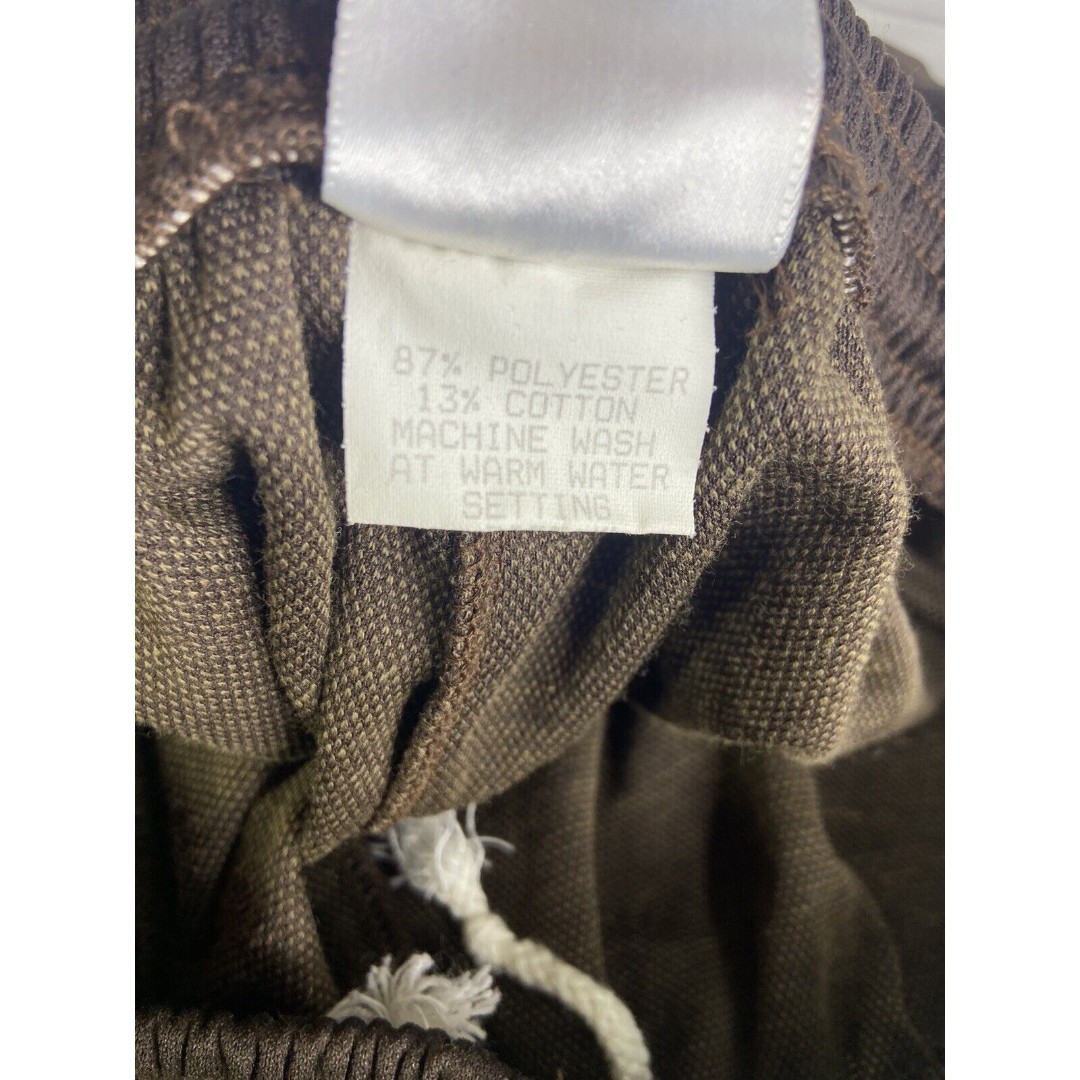 87% POLYESTER
13% COTTON
MACHINE WASH
AT WARM WATER
SETTING